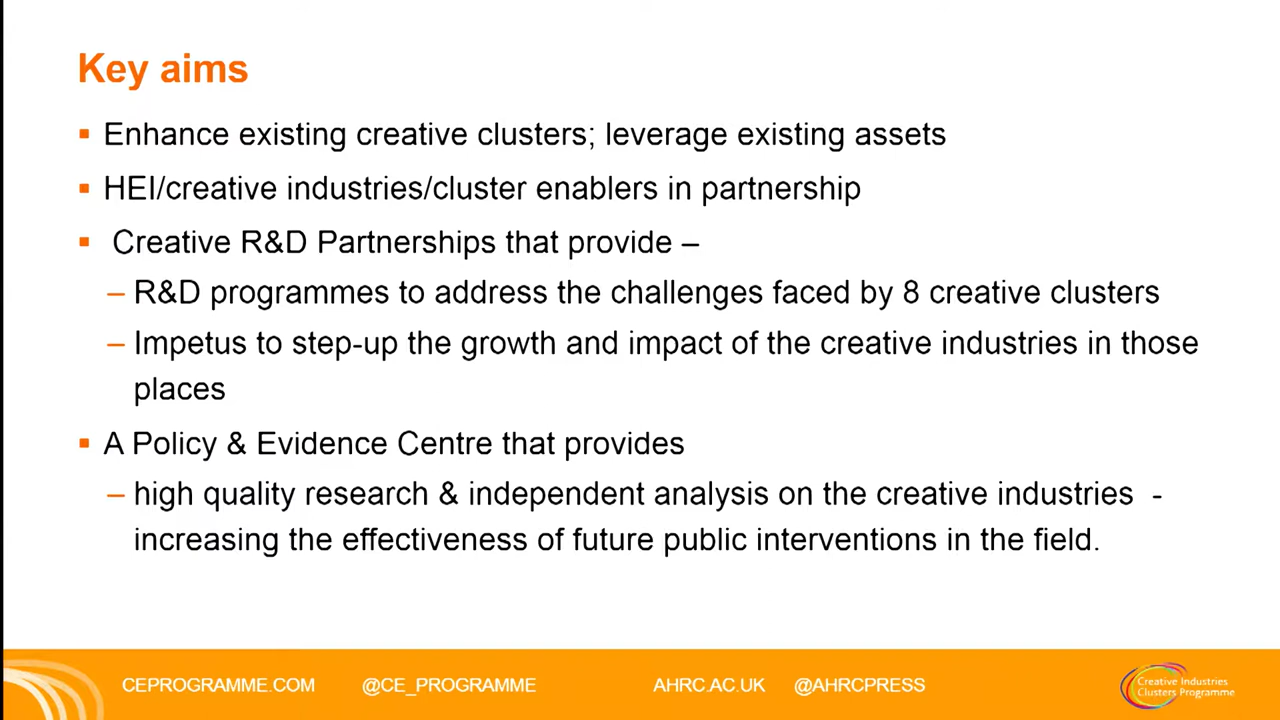 Key aims
▪ Enhance existing creative clusters; leverage existing assets
▪ HEI/creative industries/cluster enablers in partnership
▪ Creative R&D Partnerships that provide –
– R&D programmes to address the challenges faced by 8 creative clusters
– Impetus to step-up the growth and impact of the creative industries in those
places
▪ A Policy & Evidence Centre that provides
– high quality research & independent analysis on the creative industries -
increasing the effectiveness of future public interventions in the field.
CEPROGRAMME.COM @CE_PROGRAMME AHRC.AC.UK @AHRCPRESS
Creative Industries
Clusters Programme